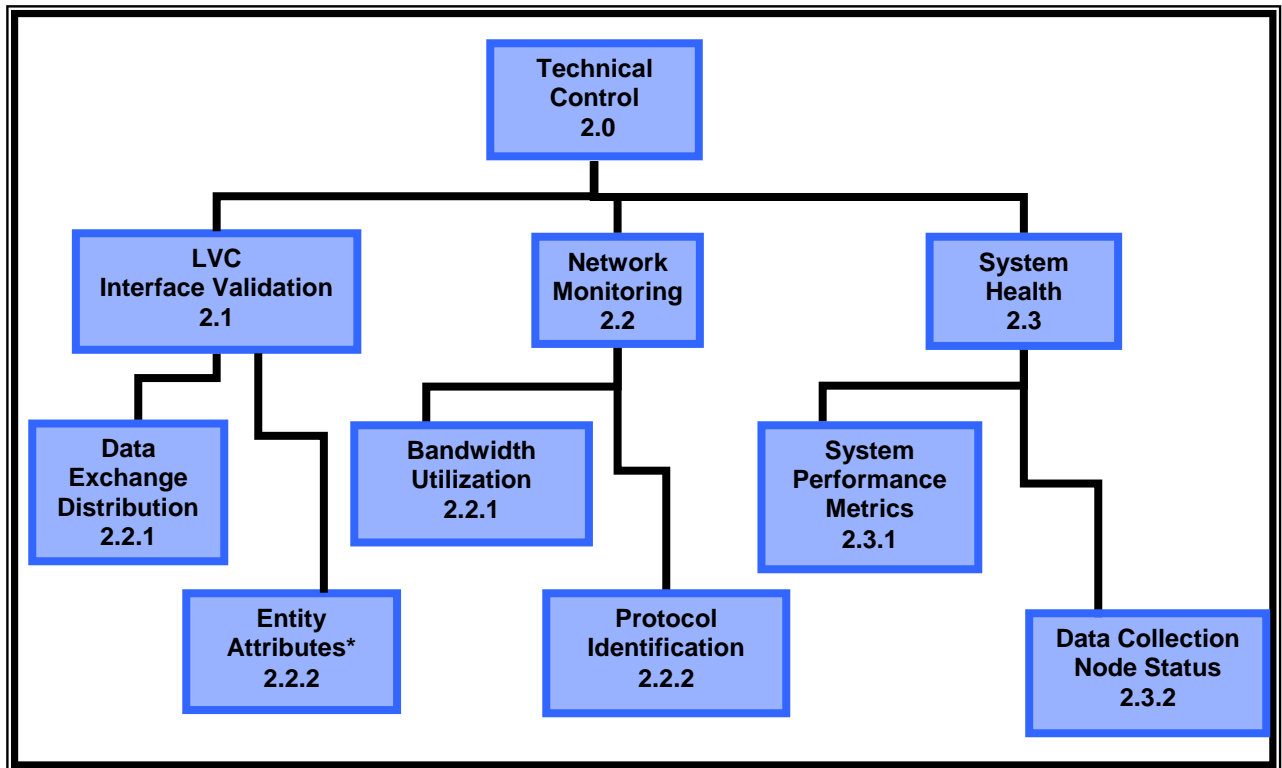 Technical
Control
2.0
LVC
Interface Validation
2.1
Network
Monitoring
2.2
System
Health
2.3
Data
Exchange
Distribution
2.2.1
Bandwidth
Utilization
2.2.1
System
Performance
Metrics
2.3.1
Entity
Attributes*
2.2.2
Protocol
Identification
2.2.2
Data Collection
Node Status
2.3.2